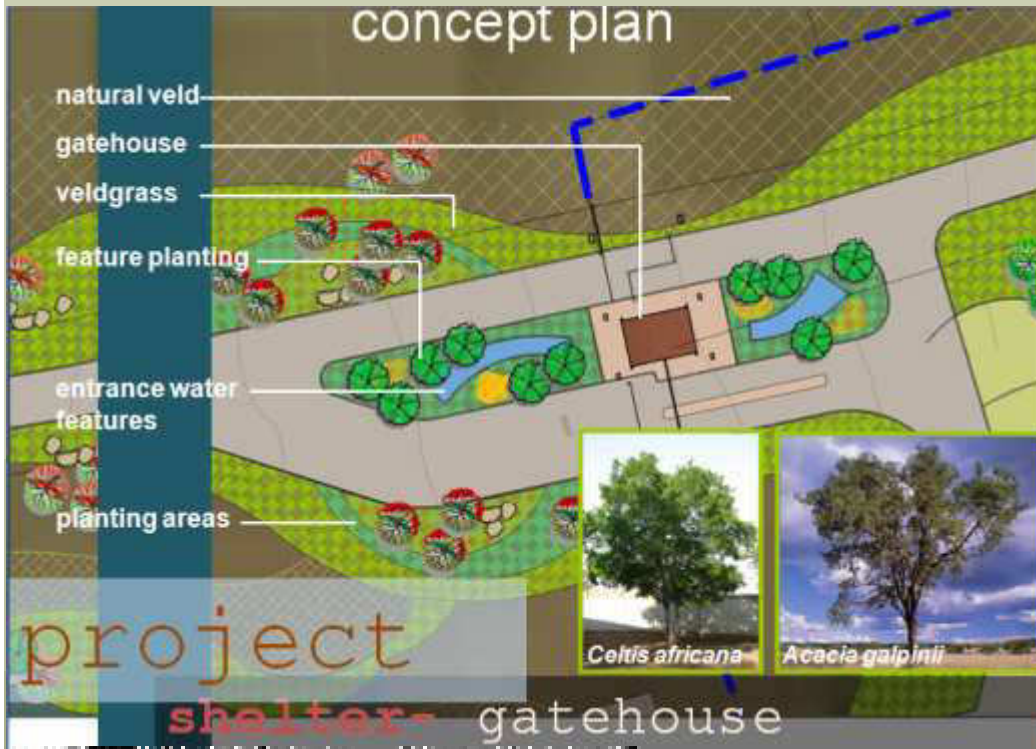 concept plan
natural veld
gatehouse
veldgrass
feature planting
entrance water
features
planting areas
Celtis africana
Acacia galpinii
project
shelter- gatehouse